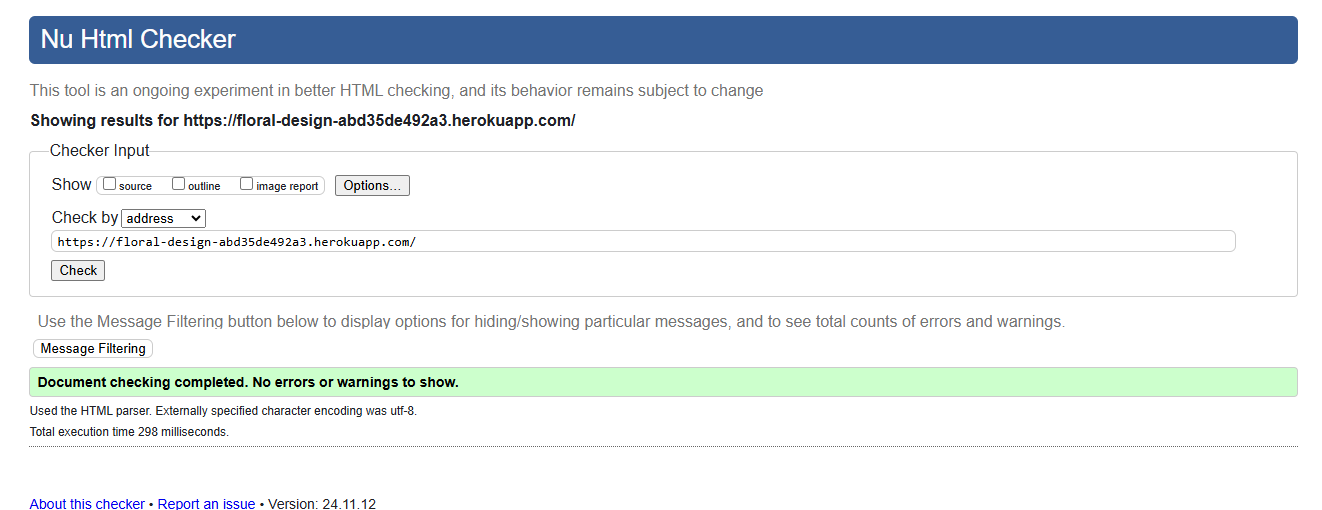 Nu Html Checker
This tool is an ongoing experiment in better HTML checking, and its behavior remains subject to change
Showing results for https://floral-design-abd35de492a3.herokuapp.com/
Checker Input
Show source outline image report Options...
Check by address
https://floral-design-abd35de492a3.herokuapp.com/
Check
Use the Message Filtering button below to display options for hiding/showing particular messages, and to see total counts of errors and warnings.
Message Filtering
Document checking completed. No errors or warnings to show.
Used the HTML parser. Externally specified character encoding was utf-8.
Total execution time 298 milliseconds.
About this checker • Report an issue • Version: 24.11.12